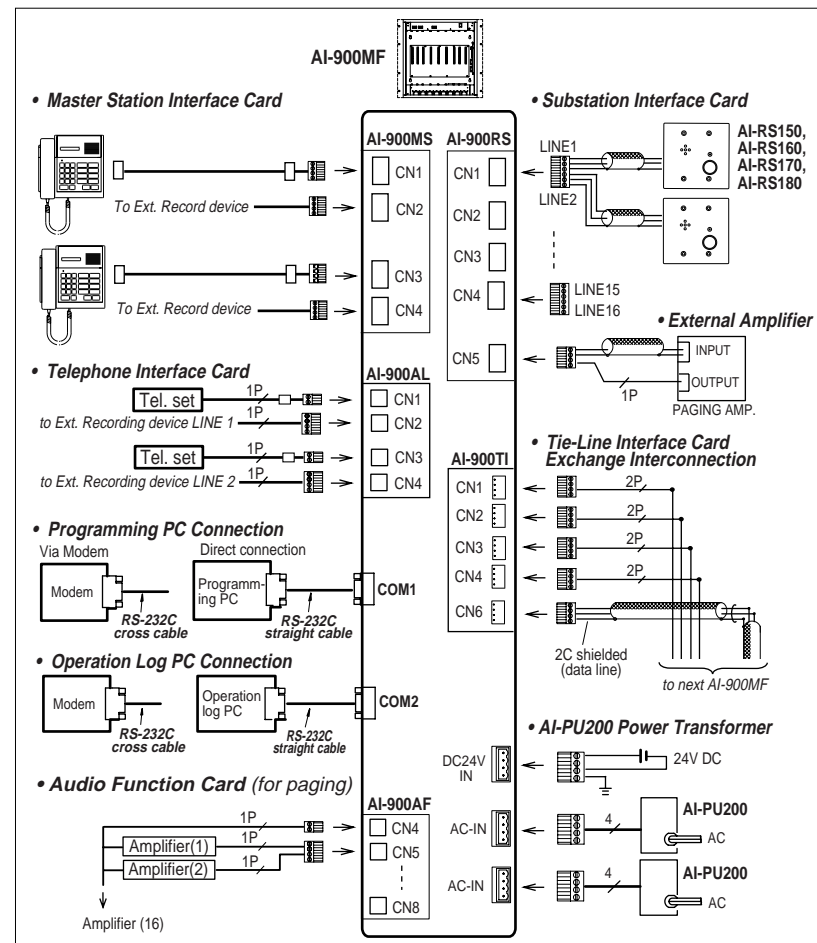 AI-900MF
• Master Station Interface Card
To Ext. Record device
To Ext. Record device
AI-900MS
CN1
CN2
CN3
CN4
AI-900RS
CN1
CN2
CN3
CN4
CN5
• Substation Interface Card
LINE1
LINE2
AI-RS150,
AI-RS160,
AI-RS170,
AI-RS180
LINE15
LINE16
• External Amplifier
INPUT
OUTPUT
1P
PAGING AMP.
• Telephone Interface Card
Tel. set
1P
to Ext. Recording device LINE 1
1P
Tel. set
1P
to Ext. Recording device LINE 2
1P
AI-900AL
CN1
CN2
CN3
CN4
• Tie-Line Interface Card
Exchange Interconnection
AI-900TI
CN1
CN2
CN3
CN4
CN6
2P
2P
2P
2P
2C shielded
(data line)
to next AI-900MF
• Programming PC Connection
Via Modem
Direct connection
Modem
RS-232C
cross cable
Programm-
ing PC
RS-232C
straight cable
COM1
• Operation Log PC Connection
Modem
RS-232C
cross cable
Operation
log PC
RS-232C
straight cable
COM2
• AI-PU200 Power Transformer
DC24V
IN
24V DC
AC-IN
4
AI-PU200
AC
AC-IN
4
AI-PU200
AC
• Audio Function Card (for paging)
1P
Amplifier(1)
1P
Amplifier(2)
1P
Amplifier (16)
AI-900AF
CN4
CN5
CN8